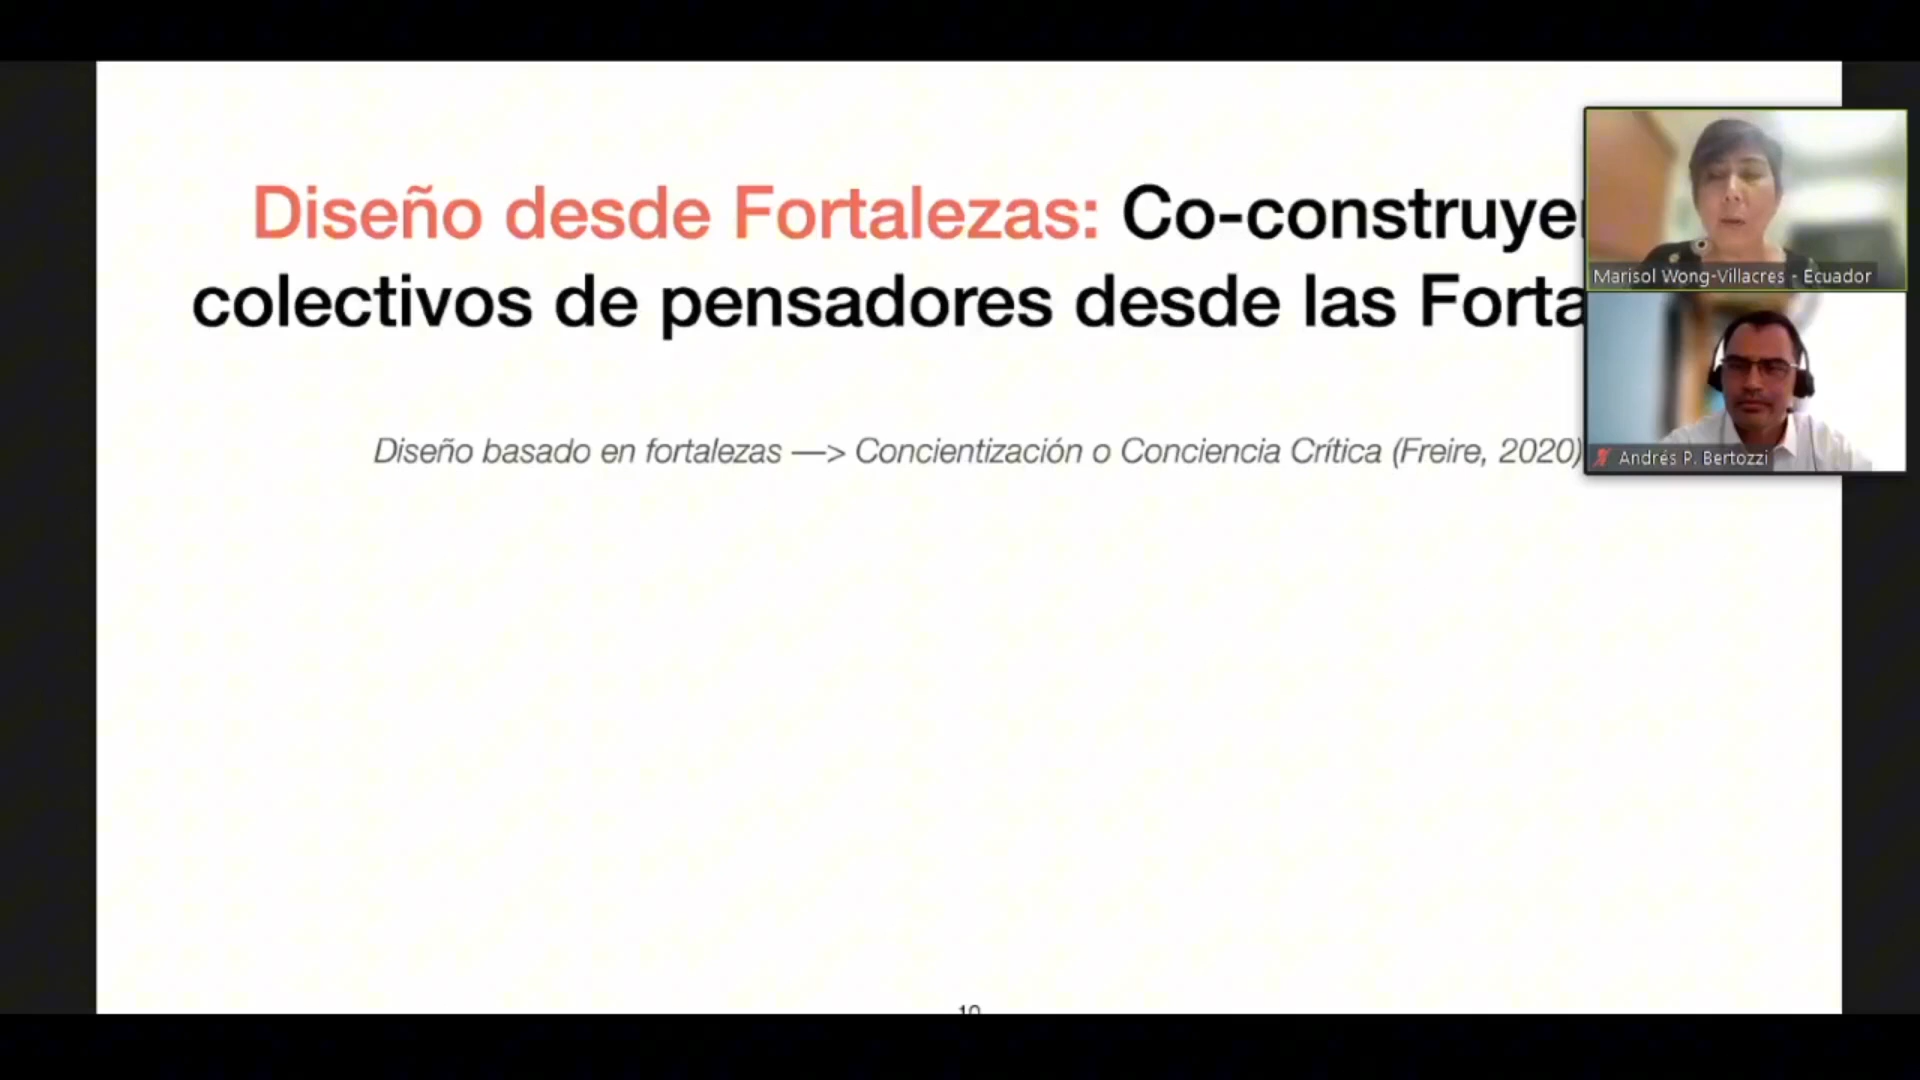 Diseño desde Fortalezas: Co-construye
colectivos de pensadores desde las Forta
Diseño basado en fortalezas —> Concientización o Conciencia Crítica (Freire, 2020)
Marisol Wong-Villacres - Ecuador
Andrés P. Bertozzi
10